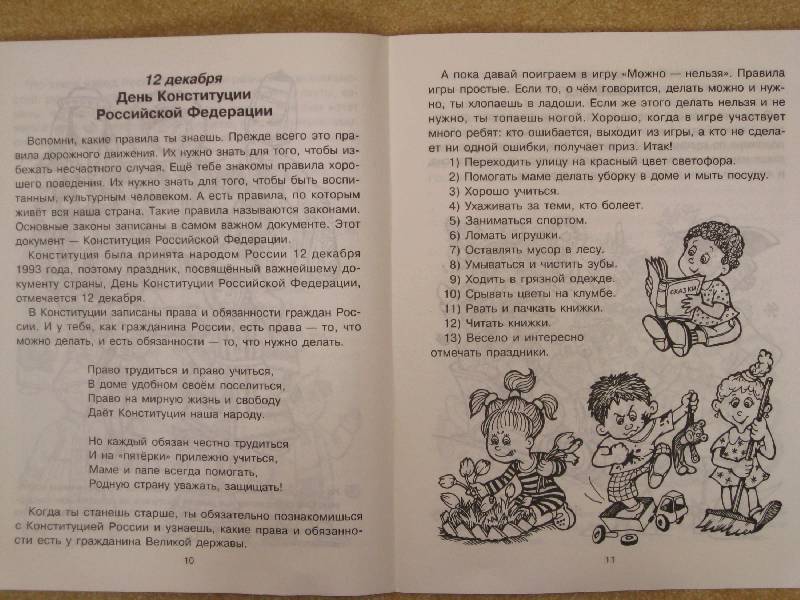 12 декабря
День Конституции
Российской Федерации
Вспомни, какие правила ты знаешь. Прежде всего это пра-
вила дорожного движения. Их нужно знать для того, чтобы из-
бежать несчастного случая. Ещё тебе знакомы правила хоро-
шего поведения. Их нужно знать для того, чтобы быть воспи-
танным, культурным человеком. А есть правила, по которым
живёт вся наша страна. Такие правила называются законами.
Основные законы записаны в самом важном документе. Этот
документ — Конституция Российской Федерации.
Конституция была принята народом России 12 декабря
1993 года, поэтому праздник, посвящённый важнейшему до-
кументу страны, День Конституции Российской Федерации,
отмечается 12 декабря.
В Конституции записаны права и обязанности граждан Рос-
сии. И у тебя, как гражданина России, есть права — то, что
можно делать, и есть обязанности — то, что нужно делать.
Право трудиться и право учиться,
В доме удобном своём поселиться,
Право на мирную жизнь и свободу
Даёт Конституция наша народу.
Но каждый обязан честно трудиться
И на «пятёрки» прилежно учиться,
Маме и папе всегда помогать,
Родную страну уважать, защищать!
Когда ты станешь старше, ты обязательно познакомишься
с Конституцией России и узнаешь, какие права и обязанно-
сти есть у гражданина Великой державы.
10
А пока давай поиграем в игру «Можно — нельзя». Правила
игры простые. Если то, о чём говорится, делать можно и нуж-
но, ты хлопаешь в ладоши. Если же этого делать нельзя и не
нужно, ты топаешь ногой. Хорошо, когда в игре участвует
много ребят: кто ошибается, выходит из игры, а кто не сдела-
ет ни одной ошибки, получает приз. Итак!
1) Переходить улицу на красный цвет светофора.
2) Помогать маме делать уборку в доме и мыть посуду.
3) Хорошо учиться.
4) Ухаживать за теми, кто болеет.
5) Заниматься спортом.
6) Ломать игрушки.
7) Оставлять мусор в лесу.
8) Умываться и чистить зубы.
9) Ходить в грязной одежде.
10) Срывать цветы на клумбе.
11) Рвать и пачкать книжки.
12) Читать книжки.
13) Весело и интересно
отмечать праздники.
СКАЗКИ
11